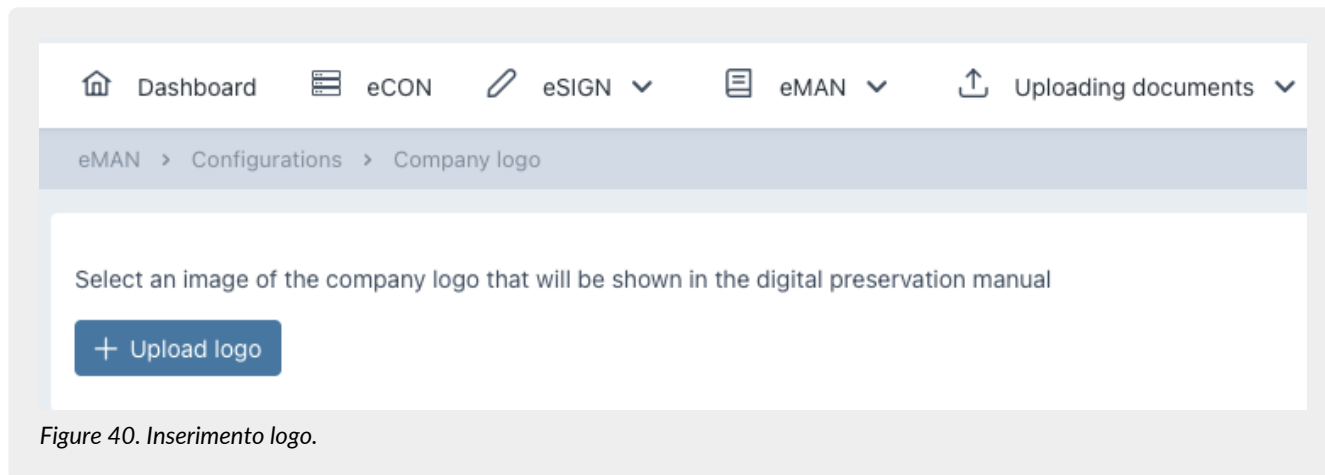 Dashboard eCON eSIGN eMAN Uploading documents
eMAN > Configurations > Company logo
Select an image of the company logo that will be shown in the digital preservation manual
+ Upload logo
Figure 40. Inserimento logo.